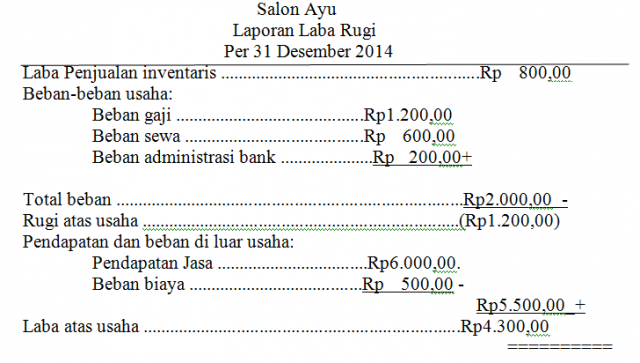 Salon Ayu
Laporan Laba Rugi
Per 31 Desember 2014
Laba Penjualan inventaris ........................................................Rp 800,00
Beban-beban usaha:
Beban gaji .........................................Rp1.200,00
Beban sewa .......................................Rp 600,00
Beban administrasi bank ....................Rp 200,00+
Total beban ...........................................................................Rp2.000,00 -
Rugi atas usaha .....................................................................(Rp1.200,00)
Pendapatan dan beban di luar usaha:
Pendapatan Jasa .................................Rp6.000,00.
Beban biaya ......................................Rp 500,00 -
Rp5.500,00 +
Laba atas usaha .....................................................................Rp4.300,00
==========